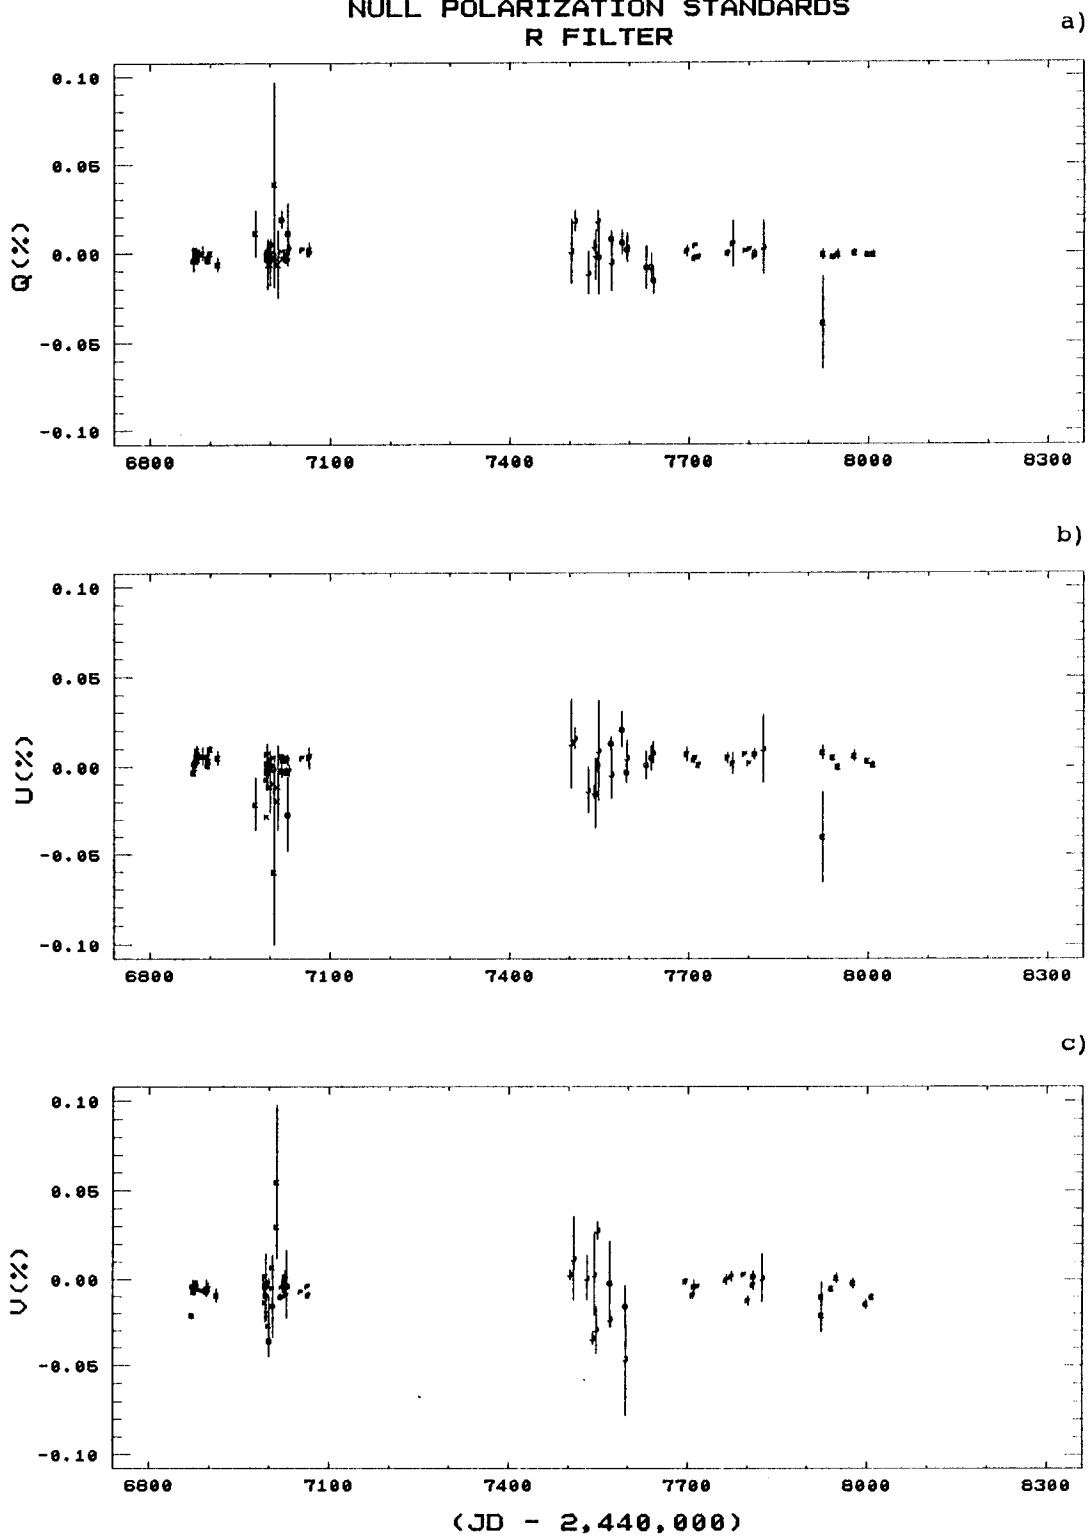 NULL POLARIZATION STANDARDS
R FILTER
a)
0.10
0.05
0.00
-0.05
-0.10
Q(%)
6800 7100 7400 7700 8000 8300
b)
0.10
0.05
0.00
-0.05
-0.10
U(%)
6800 7100 7400 7700 8000 8300
c)
0.10
0.05
0.00
-0.05
-0.10
V(%)
6800 7100 7400 7700 8000 8300
(JD - 2,440,000)